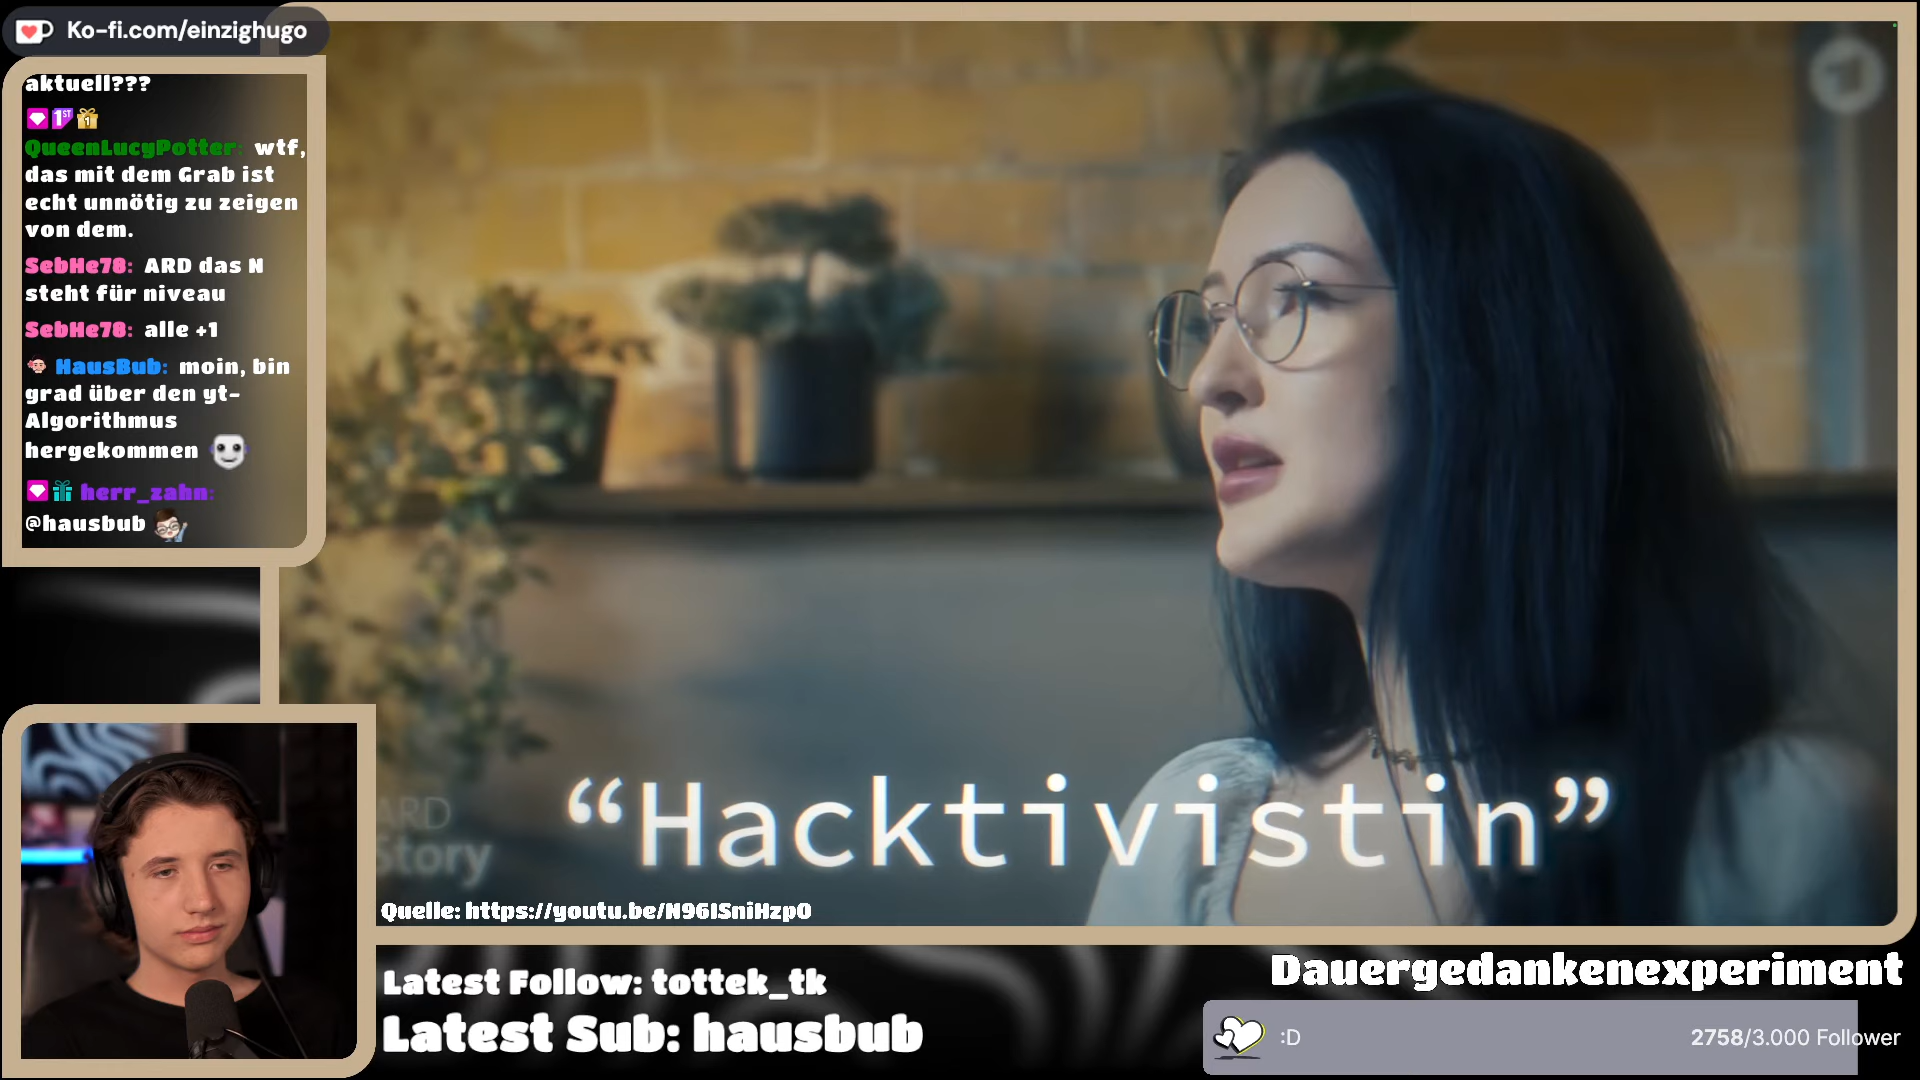 Ko-fi.com/einzighugo
aktuell???
1ST
1
QueenLucyPotter: wtf,
das mit dem Grab ist
echt unnötig zu zeigen
von dem.
SebHe78: ARD das N
steht für niveau
SebHe78: alle +1
HausBub: moin, bin
grad über den yt-
Algorithmus
hergekommen
herr_zahn:
@hausbub
ARD
Story
“Hacktivistin”
Quelle: https://youtu.be/N96ISniHzp0
Latest Follow: tottek_tk
Latest Sub: hausbub
Dauergedankenexperiment
:D
2758/3.000 Follower